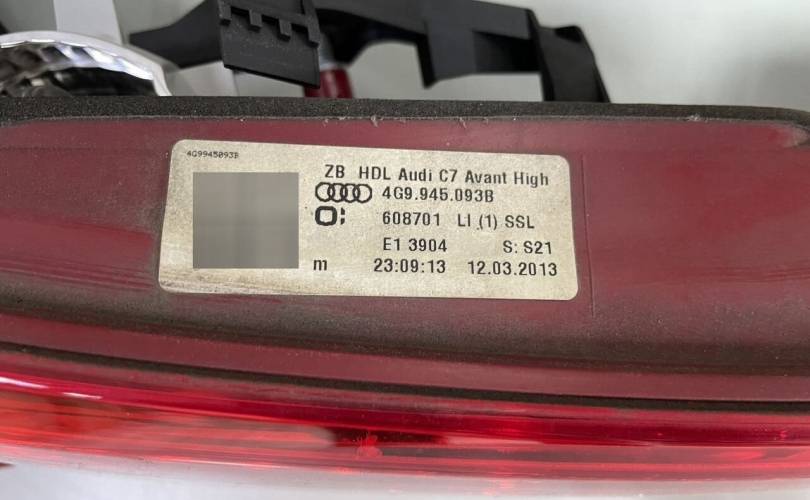 4G9945093B
ZB HDL Audi C7 Avant High
4G9.945.093B
608701 LI (1) SSL
E1 3904 S: S21
m 23:09:13 12.03.2013